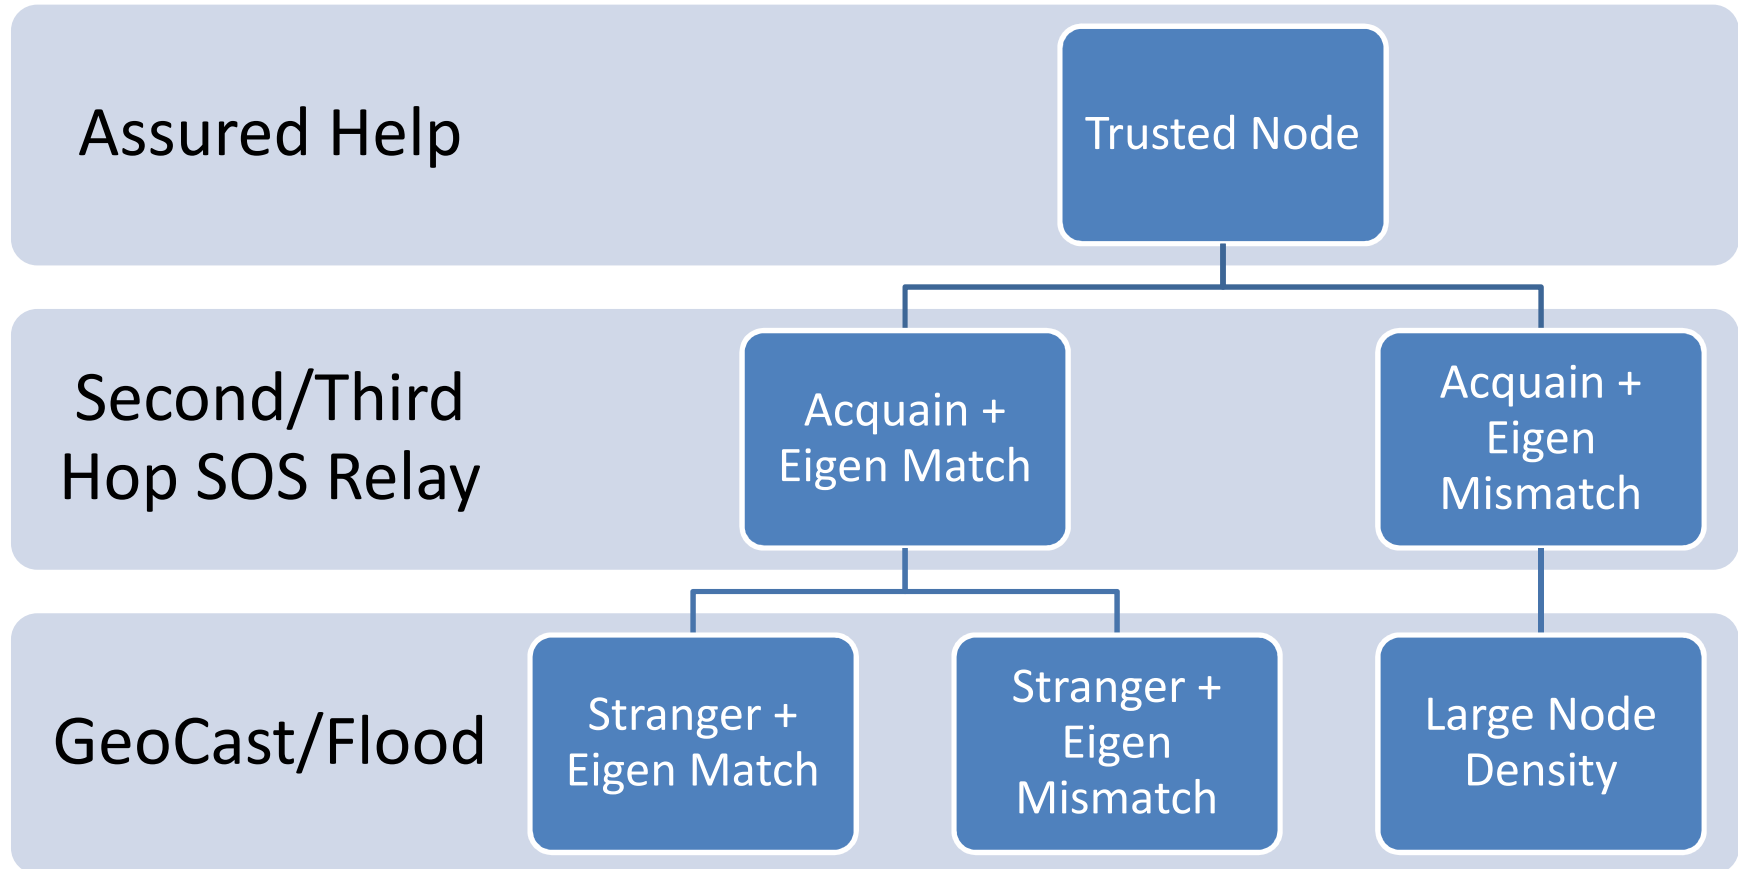 Assured Help
Trusted Node
Second/Third
Hop SOS Relay
Acquain +
Eigen Match
Acquain +
Eigen
Mismatch
GeoCast/Flood
Stranger +
Eigen Match
Stranger +
Eigen
Mismatch
Large Node
Density